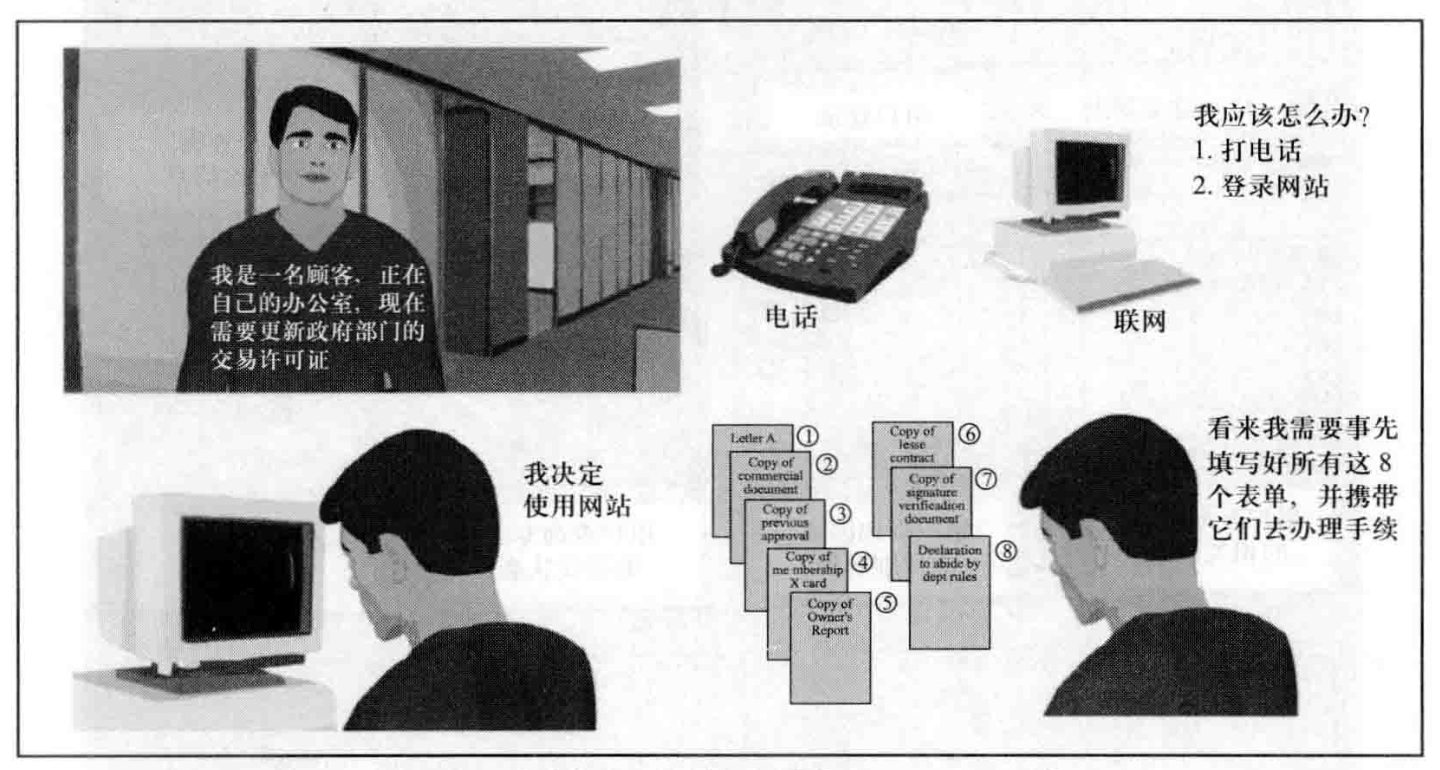 我是一名顾客，正在
自己的办公室，现在
需要更新政府部门的
交易许可证
电话
联网
我应该怎么办?
1. 打电话
2. 登录网站
我决定
使用网站
Letler A
①
Copy of
commercial
document
②
Copy of
previous
approval
③
Copy of
me mbership
X card
④
Copy of
Owner's
Report
⑤
Copy of
lesse
contract
⑥
Copy of
signature
verificadion
document
⑦
Deelaration
to abide by
dept rules
⑧
看来我需要事先
填写好所有这 8
个表单，并携带
它们去办理手续